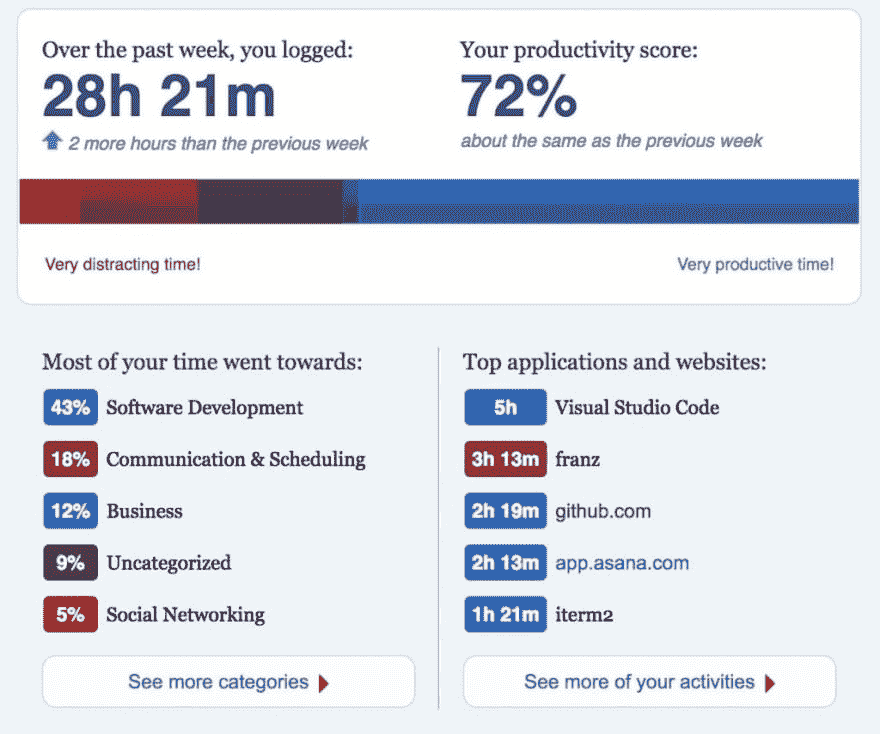 Over the past week, you logged:
28h 21m
2 more hours than the previous week
Your productivity score:
72%
about the same as the previous week
Very distracting time!
Very productive time!
Most of your time went towards:
43% Software Development
18% Communication & Scheduling
12% Business
9% Uncategorized
5% Social Networking
See more categories
Top applications and websites:
5h Visual Studio Code
3h 13m franz
2h 19m github.com
2h 13m app.asana.com
1h 21m iterm2
See more of your activities